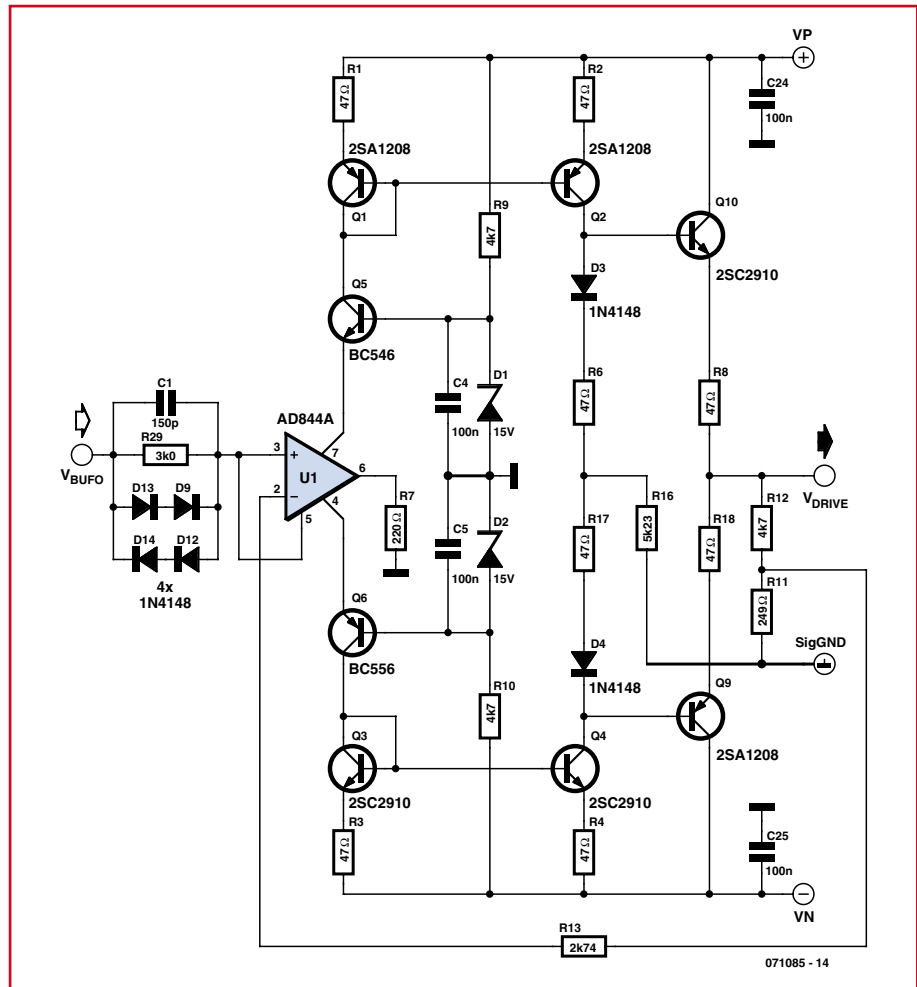 VP
R1
47Ω
R2
47Ω
C24
100n
2SA1208
Q1
2SA1208
Q2
Q10
2SC2910
R9
4k7
D3
1N4148
Q5
BC546
C4
100n
D1
15V
R6
47Ω
R8
47Ω
C1
150p
R29
3k0
VBUFO
D13
D9
D14
D12
4x
1N4148
AD844A
U1
3
+
2
−
5
7
6
4
R7
220Ω
C5
100n
D2
15V
R16
5k23
VDRIVE
R12
4k7
R17
47Ω
R18
47Ω
R11
249Ω
SigGND
Q6
BC556
D4
1N4148
R10
4k7
Q9
2SA1208
Q3
2SC2910
Q4
2SC2910
R3
47Ω
R4
47Ω
C25
100n
VN
R13
2k74
071085 - 14